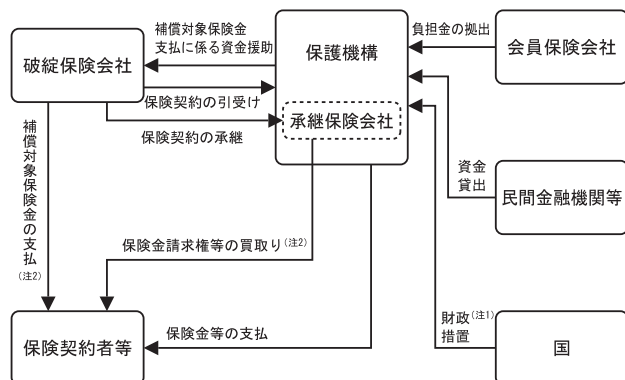 補償対象保険金
支払に係る資金援助
破綻保険会社
保護機構
負担金の拠出
会員保険会社
保険契約の引受け
承継保険会社
保険契約の承継
補償対象保険金の支払
(注2)
資金
貸出
民間金融機関等
保険金請求権等の買取り(注2)
財政(注1)
措置
保険金等の支払
保険契約者等
国